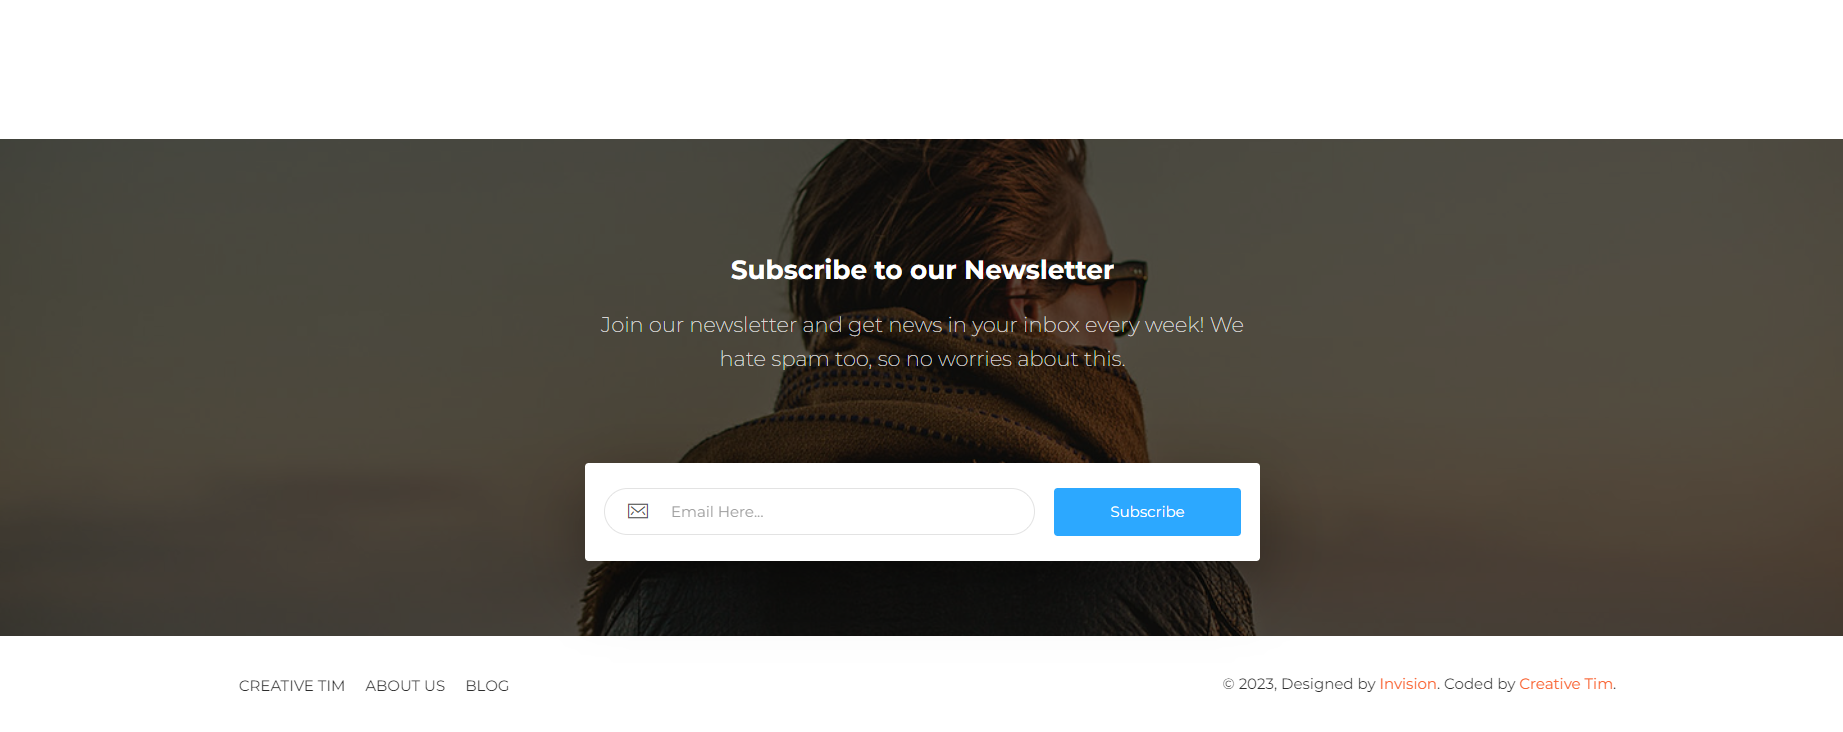 Subscribe to our Newsletter
Join our newsletter and get news in your inbox every week! We
hate spam too, so no worries about this.
Email Here...
Subscribe
CREATIVE TIM ABOUT US BLOG
© 2023, Designed by Invision. Coded by Creative Tim.